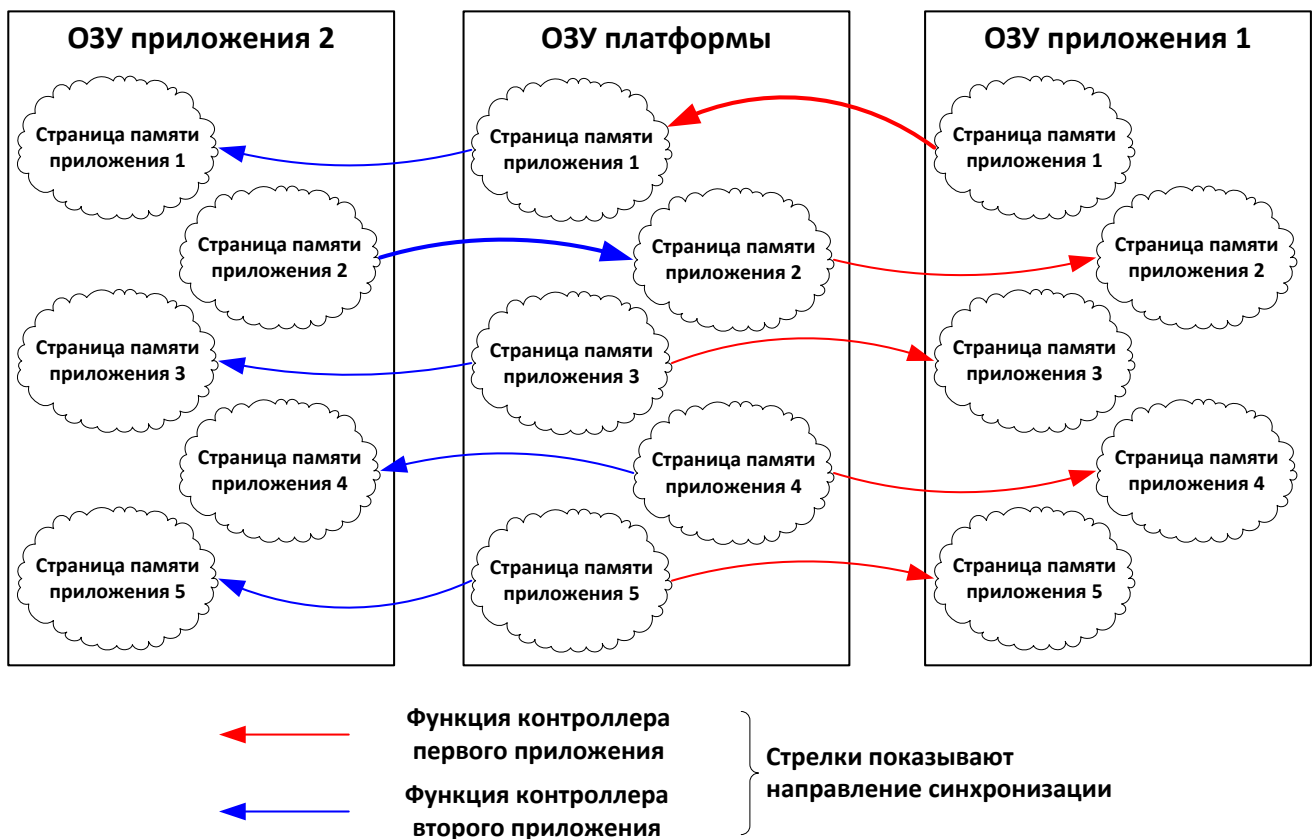 ОЗУ приложения 2
Страница памяти
приложения 1
Страница памяти
приложения 2
Страница памяти
приложения 3
Страница памяти
приложения 4
Страница памяти
приложения 5
ОЗУ платформы
Страница памяти
приложения 1
Страница памяти
приложения 2
Страница памяти
приложения 3
Страница памяти
приложения 4
Страница памяти
приложения 5
ОЗУ приложения 1
Страница памяти
приложения 1
Страница памяти
приложения 2
Страница памяти
приложения 3
Страница памяти
приложения 4
Страница памяти
приложения 5
Функция контроллера
первого приложения
Функция контроллера
второго приложения
Стрелки показывают
направление синхронизации